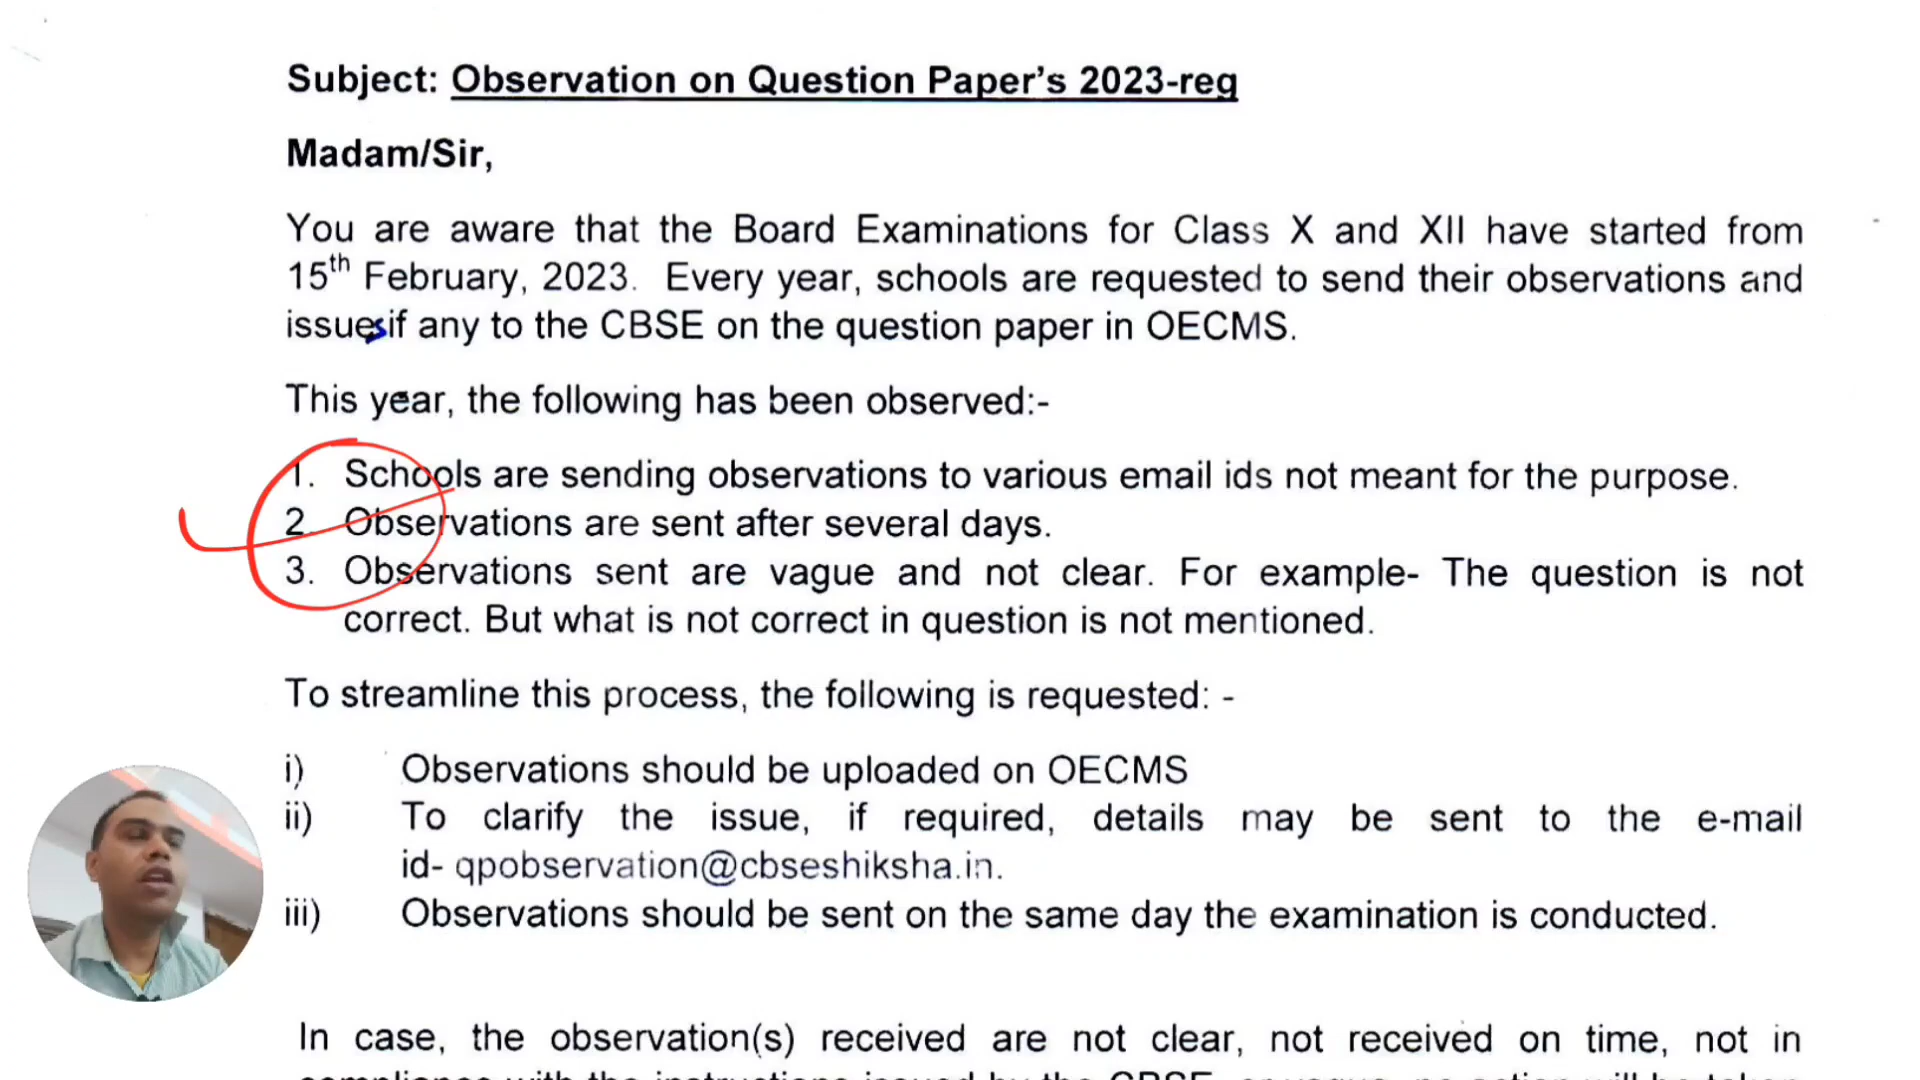 Subject: Observation on Question Paper's 2023-reg
Madam/Sir,
You are aware that the Board Examinations for Class X and XII have started from
15th February, 2023. Every year, schools are requested to send their observations and
issues if any to the CBSE on the question paper in OECMS.
This year, the following has been observed:-
1. Schools are sending observations to various email ids not meant for the purpose.
2. Observations are sent after several days.
3. Observations sent are vague and not clear. For example- The question is not
correct. But what is not correct in question is not mentioned.
To streamline this process, the following is requested: -
i) Observations should be uploaded on OECMS
ii) To clarify the issue, if required, details may be sent to the e-mail
id- qpobservation@cbseshiksha.in.
iii) Observations should be sent on the same day the examination is conducted.
In case, the observation(s) received are not clear, not received on time, not in
compliance with the instructions issued by the CBSE